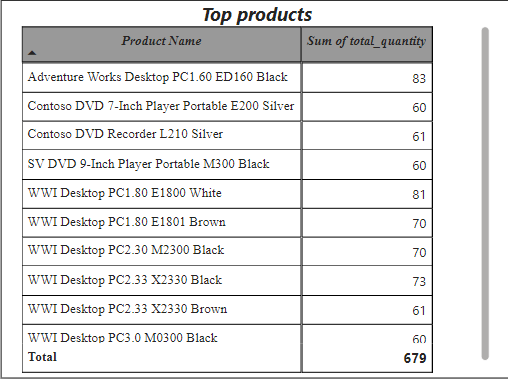 Top products
Product Name Sum of total_quantity
Adventure Works Desktop PC1.60 ED160 Black 83
Contoso DVD 7-Inch Player Portable E200 Silver 60
Contoso DVD Recorder L210 Silver 61
SV DVD 9-Inch Player Portable M300 Black 60
WWI Desktop PC1.80 E1800 White 81
WWI Desktop PC1.80 E1801 Brown 70
WWI Desktop PC2.30 M2300 Black 70
WWI Desktop PC2.33 X2330 Black 73
WWI Desktop PC2.33 X2330 Brown 61
WWI Desktop PC3.0 M0300 Black 60
Total 679